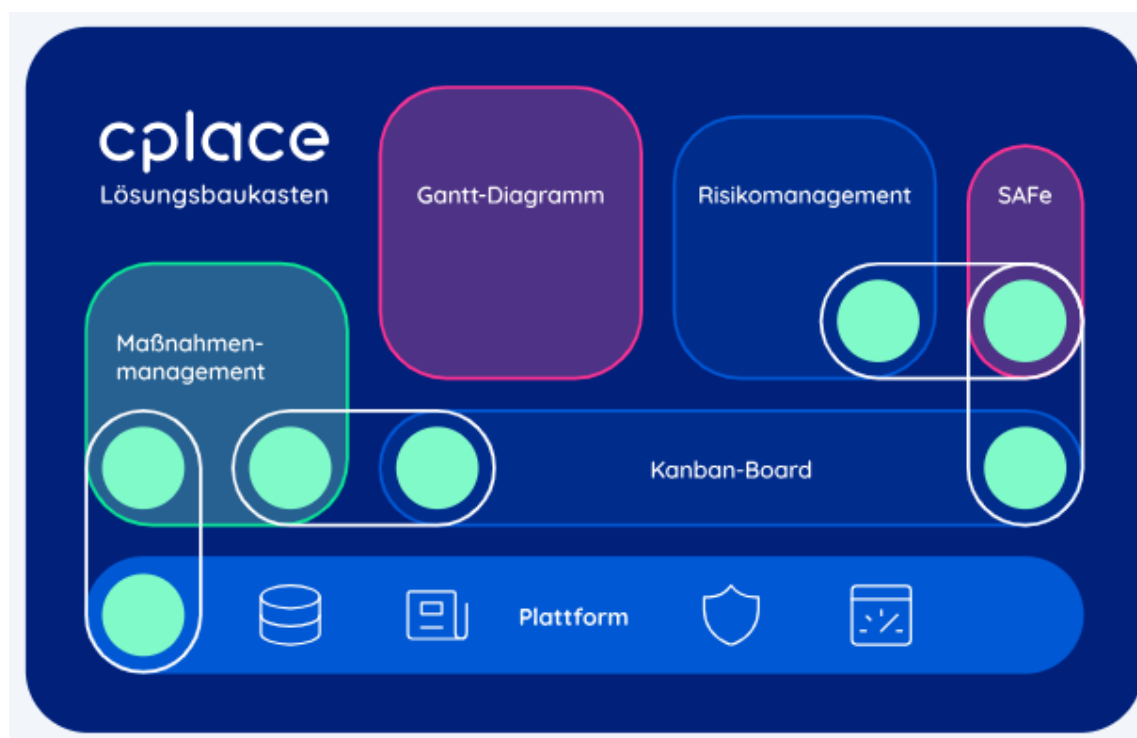 cplace
Lösungsbaukasten
Gantt-Diagramm
Risikomanagement
SAFe
Maßnahmen-
management
Kanban-Board
Plattform